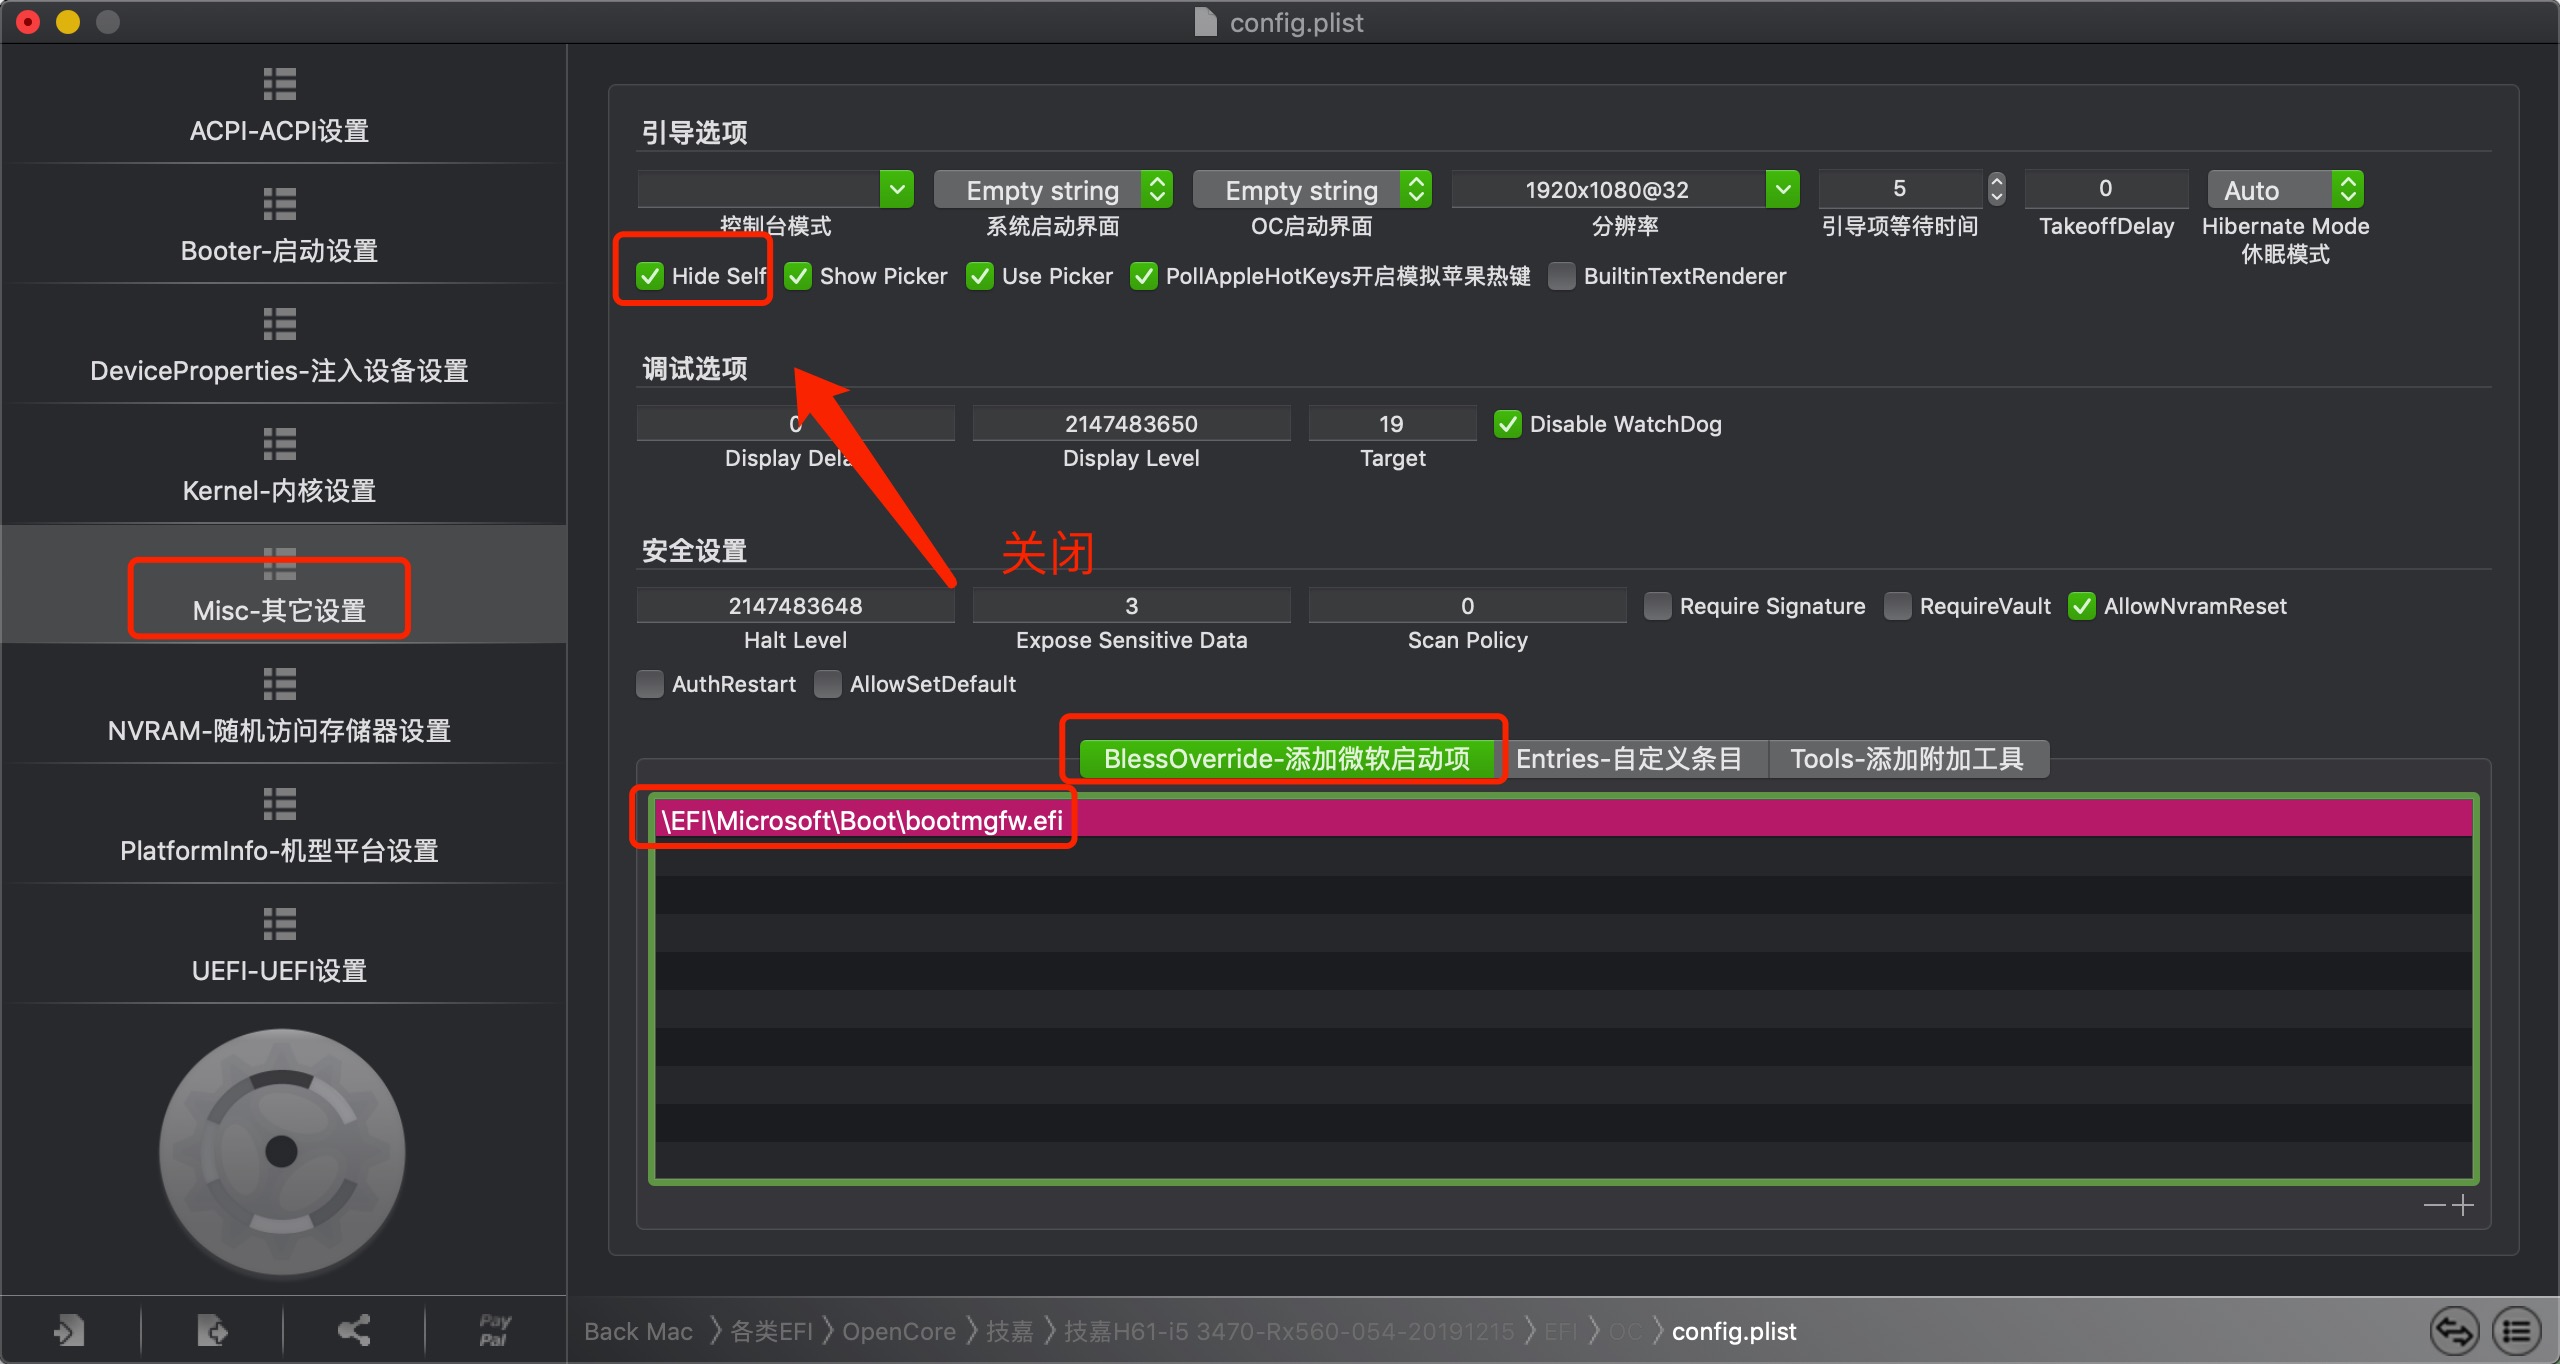 config.plist
ACPI-ACPI设置
Booter-启动设置
DeviceProperties-注入设备设置
Kernel-内核设置
Misc-其它设置
NVRAM-随机访问存储器设置
PlatformInfo-机型平台设置
UEFI-UEFI设置
Pay
Pal
引导选项
Empty string Empty string 1920x1080@32 5 0 Auto
控制台模式 系统启动界面 OC启动界面 分辨率 引导项等待时间 TakeoffDelay Hibernate Mode
休眠模式
Hide Self Show Picker Use Picker PollAppleHotKeys开启模拟苹果热键 BuiltinTextRenderer
调试选项
0 2147483650 19 Disable WatchDog
Display Dela Display Level Target
关闭
安全设置
2147483648 3 0 Require Signature RequireVault AllowNvramReset
Halt Level Expose Sensitive Data Scan Policy
AuthRestart AllowSetDefault
BlessOverride-添加微软启动项 Entries-自定义条目 Tools-添加附加工具
\EFI\Microsoft\Boot\bootmgfw.efi
Back Mac 〉各类EFI 〉OpenCore 〉技嘉 〉技嘉H61-i5 3470-Rx560-054-20191215 〉EFI 〉OC 〉config.plist